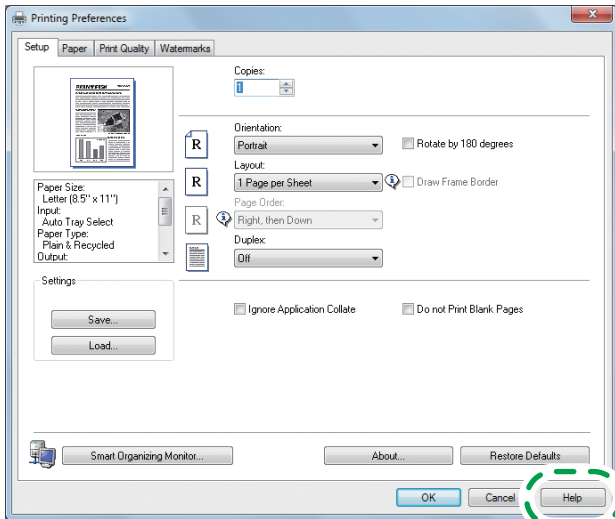 Printing Preferences
Setup
Paper
Print Quality
Watermarks
Copies:
1
Orientation:
R
Portrait
Rotate by 180 degrees
Layout:
R
1 Page per Sheet
Draw Frame Border
Paper Size:
Letter (8.5" x 11")
Input:
Auto Tray Select
Paper Type:
Plain & Recycled
Output:
Page Order:
R
Right, then Down
Duplex:
Off
Settings
Save...
Load...
Ignore Application Collate
Do not Print Blank Pages
Smart Organizing Monitor...
About...
Restore Defaults
OK
Cancel
Help